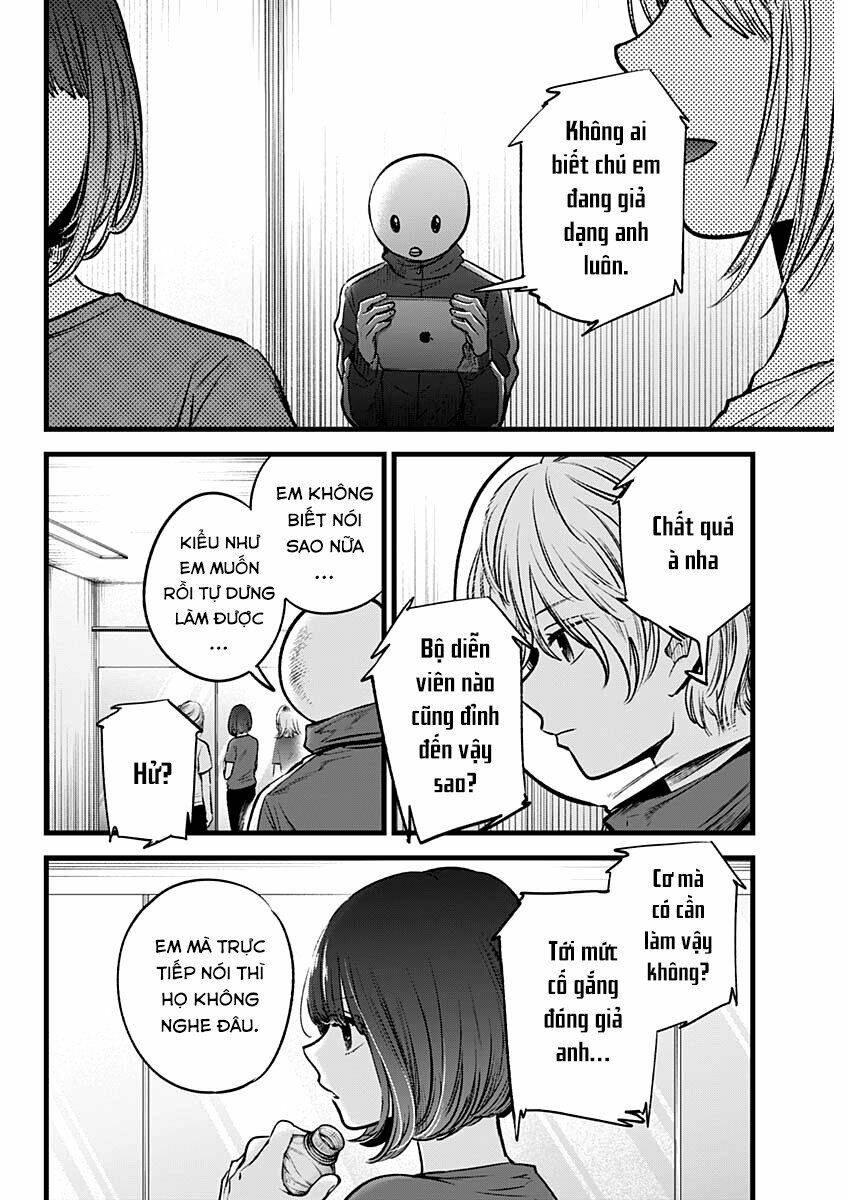 Không ai
biết chú em
đang giả
dạng anh
luôn.
Chất quá
à nha
Bộ diễn
viên nào
cũng đỉnh
đến vậy
sao?
EM KHÔNG
BIẾT NÓI
SAO NỮA
...
KIỂU NHƯ
EM MUỐN
RỒI TỰ DƯNG
LÀM ĐƯỢC
...
Hử?
Cơ mà
có cần
làm vậy
không?
Tới mức
cố gắng
đóng giả
anh...
EM MÀ TRỰC
TIẾP NÓI THÌ
HỌ KHÔNG
NGHE ĐÂU.